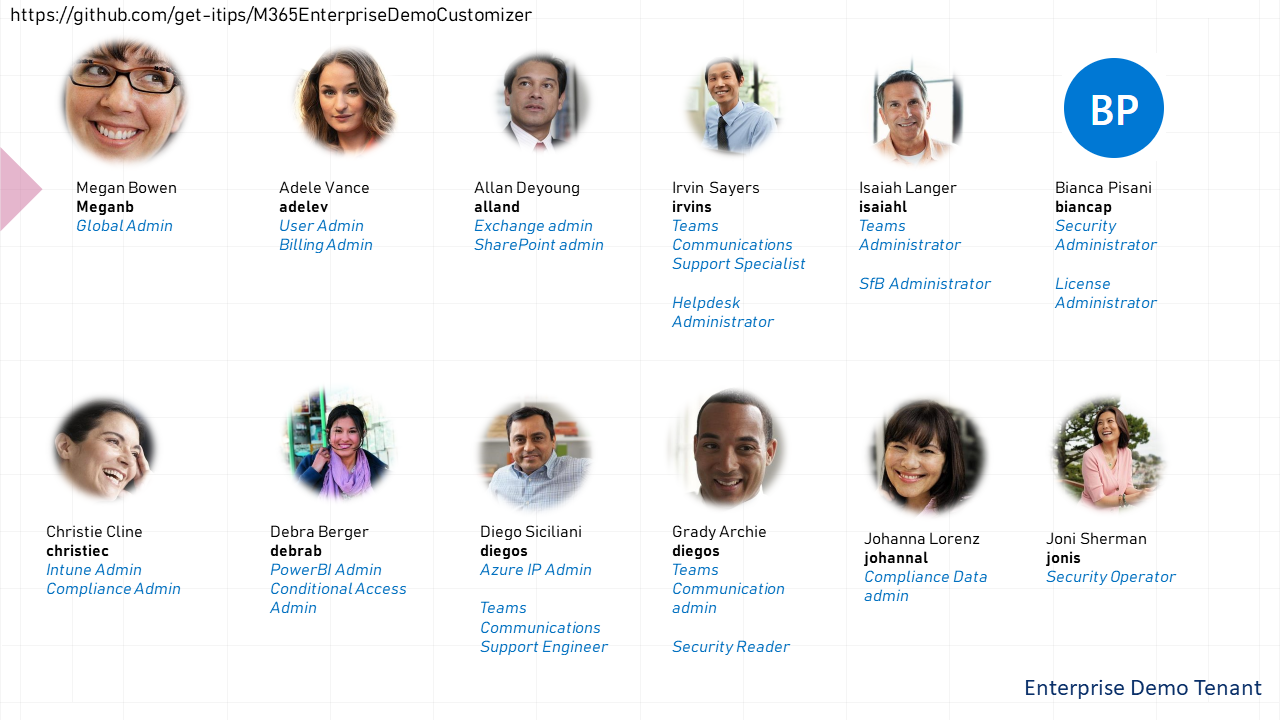 https://github.com/get-itips/M365EnterpriseDemoCustomizer
BP
Megan Bowen
Meganb
Global Admin
Adele Vance
adelev
User Admin
Billing Admin
Allan Deyoung
alland
Exchange admin
SharePoint admin
Irvin Sayers
irvins
Teams
Communications
Support Specialist
Helpdesk
Administrator
Isaiah Langer
isaiahl
Teams
Administrator
SfB Administrator
Bianca Pisani
biancap
Security
Administrator
License
Administrator
Christie Cline
christiec
Intune Admin
Compliance Admin
Debra Berger
debrab
PowerBI Admin
Conditional Access
Admin
Diego Siciliani
diegos
Azure IP Admin
Teams
Communications
Support Engineer
Grady Archie
diegos
Teams
Communication
admin
Security Reader
Johanna Lorenz
johannal
Compliance Data
admin
Joni Sherman
jonis
Security Operator
Enterprise Demo Tenant